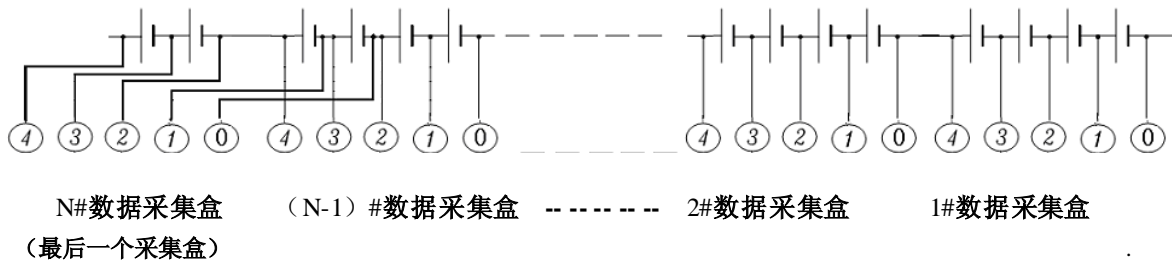 4 3 2 1 0 4 3 2 1 0 4 3 2 1 0 4 3 2 1 0
N#数据采集盒 （N-1）#数据采集盒 -- -- -- -- -- -- 2#数据采集盒 1#数据采集盒
（最后一个采集盒） .